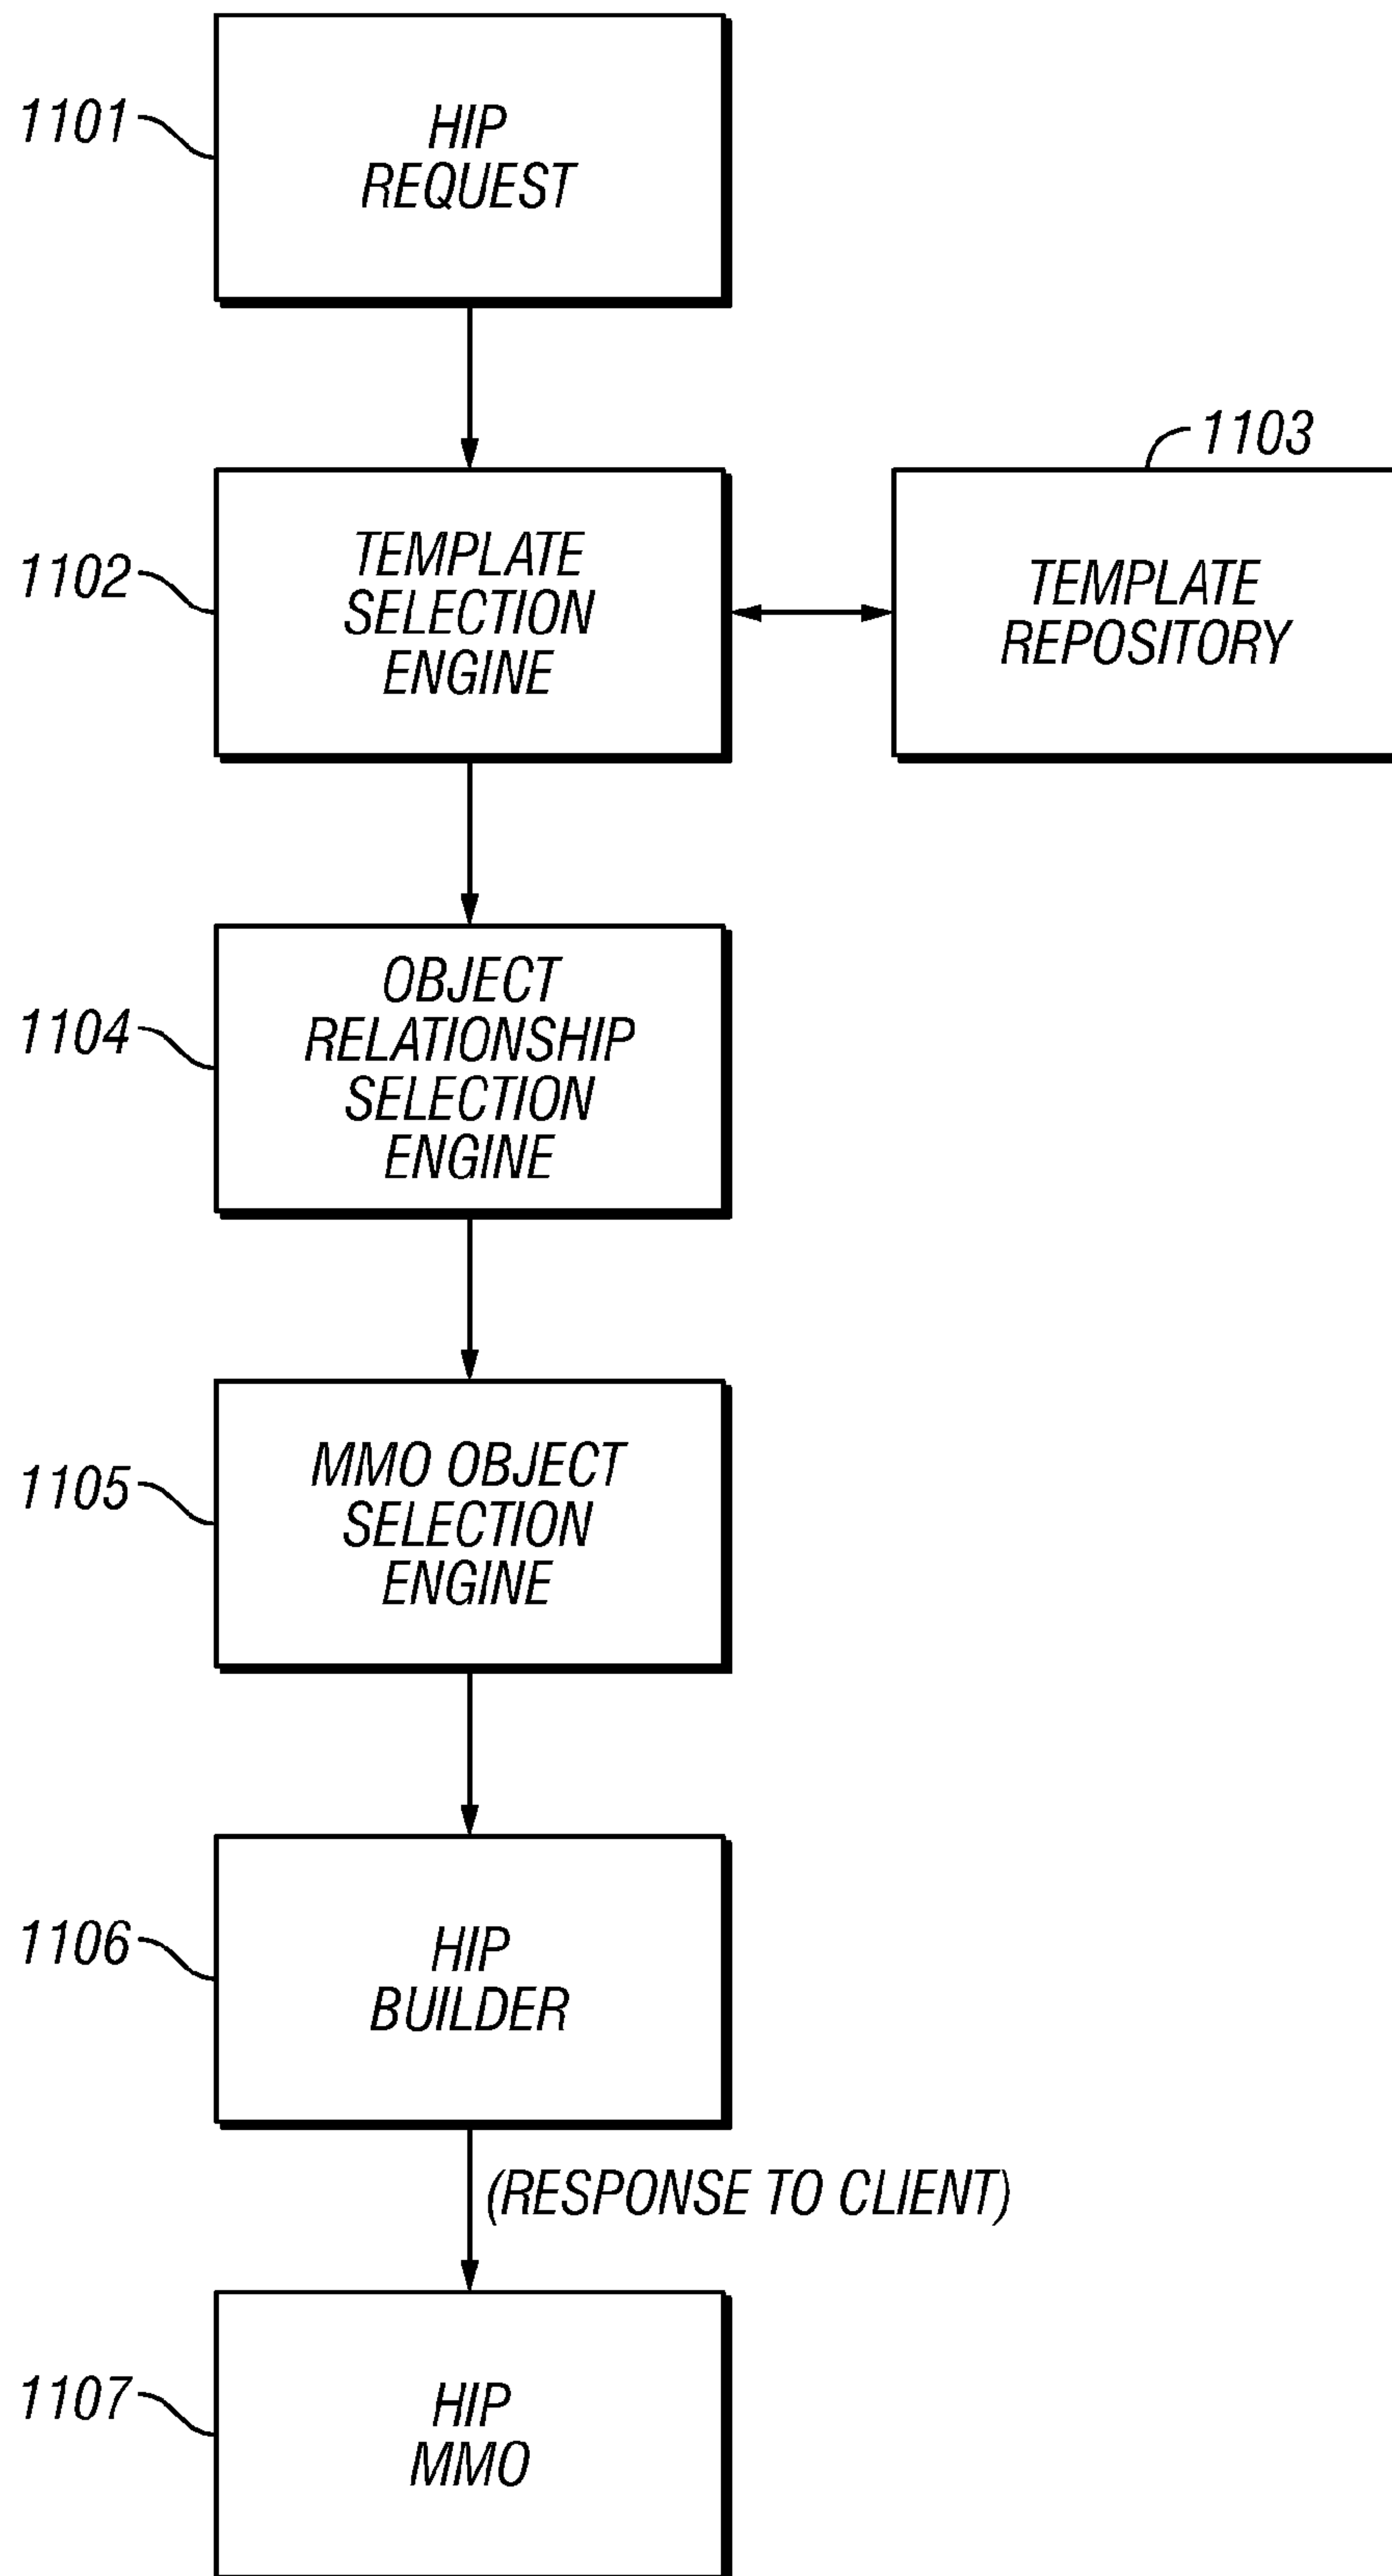 1101
HIP
REQUEST
1103
1102
TEMPLATE
SELECTION
ENGINE
TEMPLATE
REPOSITORY
1104
OBJECT
RELATIONSHIP
SELECTION
ENGINE
1105
MMO OBJECT
SELECTION
ENGINE
1106
HIP
BUILDER
(RESPONSE TO CLIENT)
1107
HIP
MMO